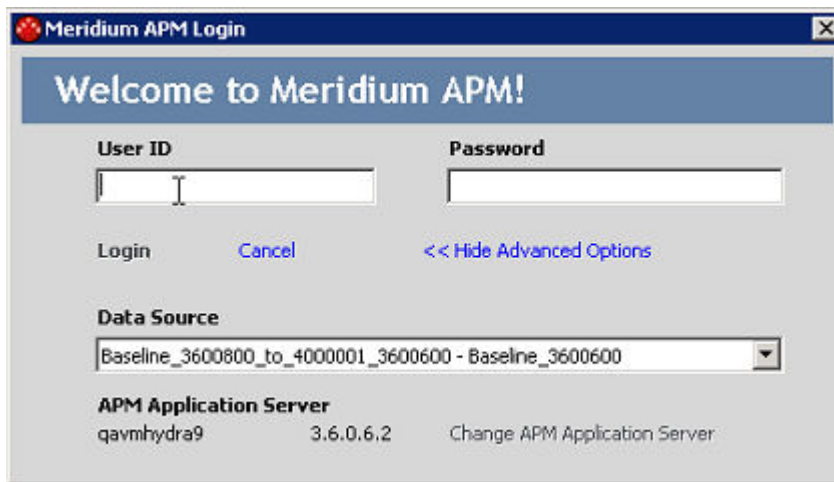 Meridium APM Login
Welcome to Meridium APM!
User ID Password
Login Cancel << Hide Advanced Options
Data Source
Baseline_3600800_to_4000001_3600600 - Baseline_3600600
APM Application Server
qavmhydra9 3.6.0.6.2 Change APM Application Server